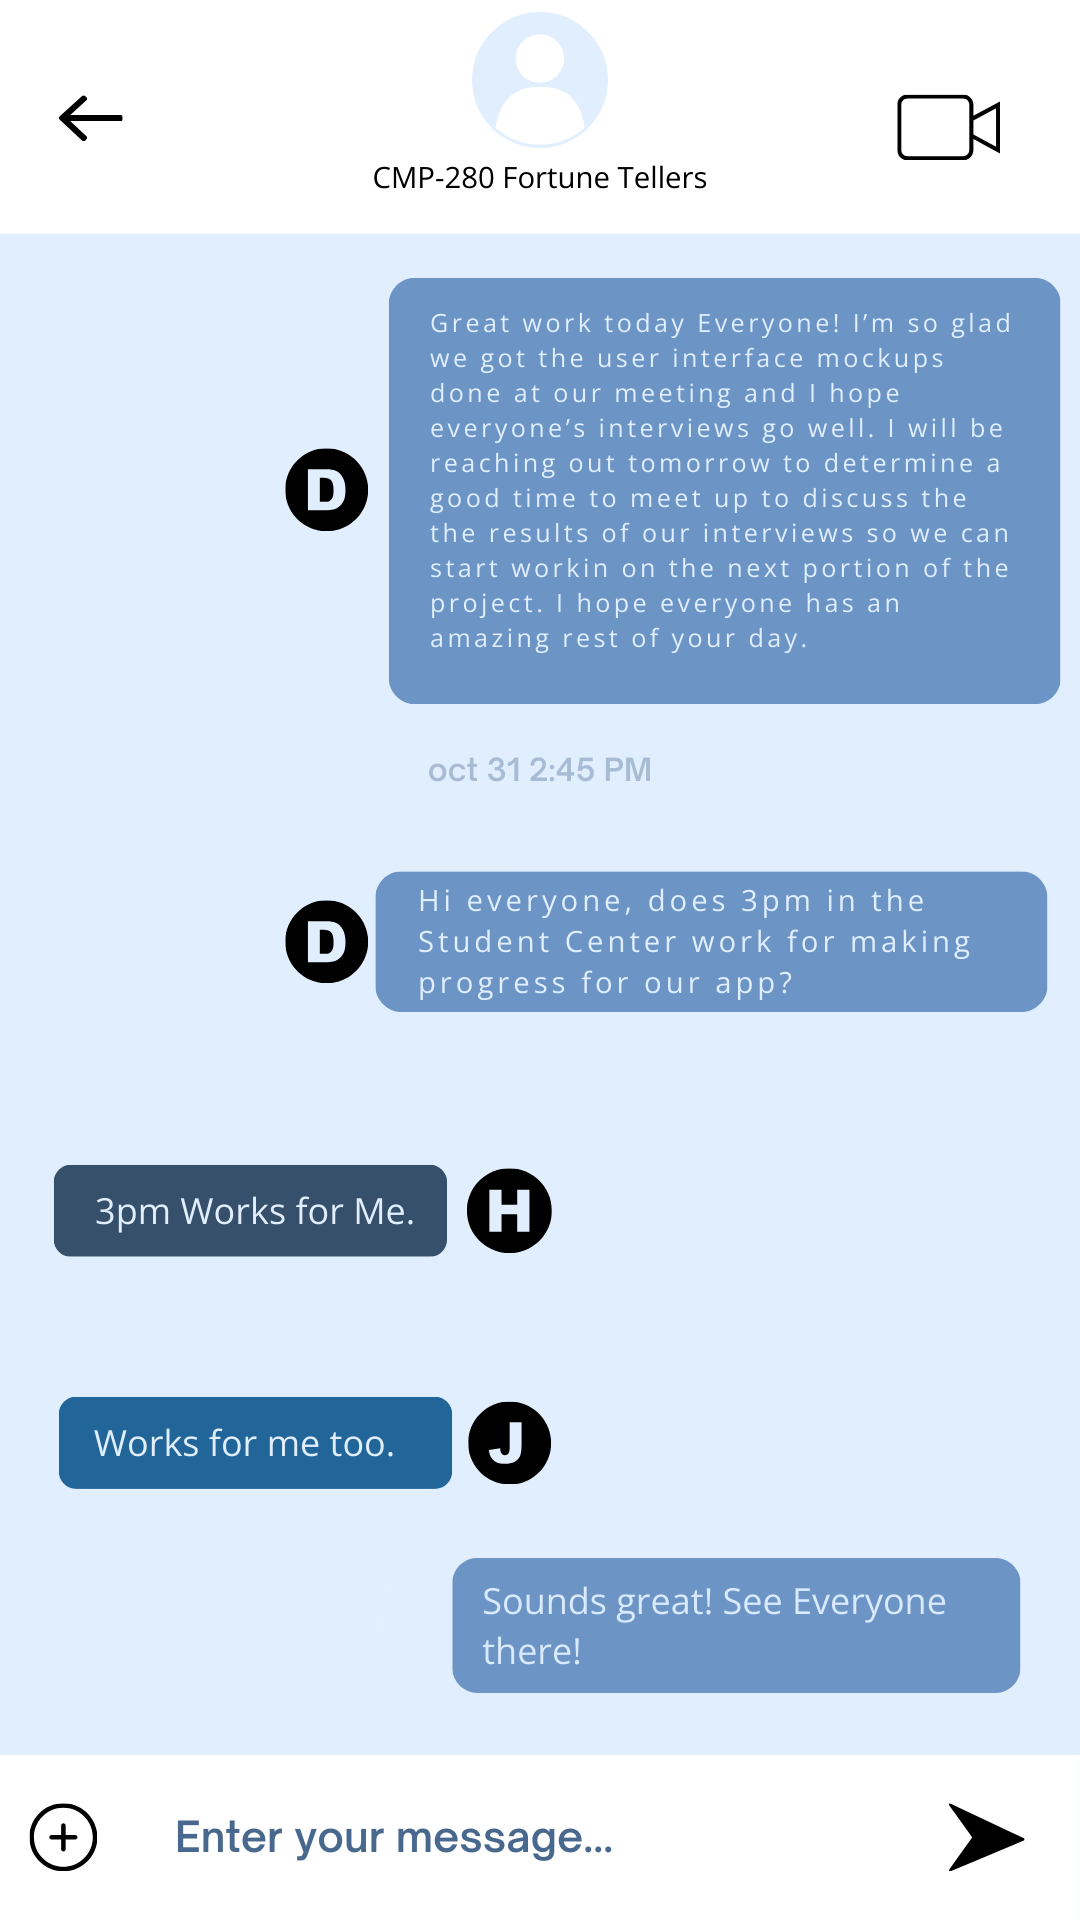 CMP-280 Fortune Tellers
Great work today Everyone! I’m so glad
we got the user interface mockups
done at our meeting and I hope
everyone’s interviews go well. I will be
reaching out tomorrow to determine a
good time to meet up to discuss the
the results of our interviews so we can
start workin on the next portion of the
project. I hope everyone has an
amazing rest of your day.
D
oct 31 2:45 PM
D
Hi everyone, does 3pm in the
Student Center work for making
progress for our app?
3pm Works for Me.
H
Works for me too.
J
Sounds great! See Everyone
there!
Enter your message...